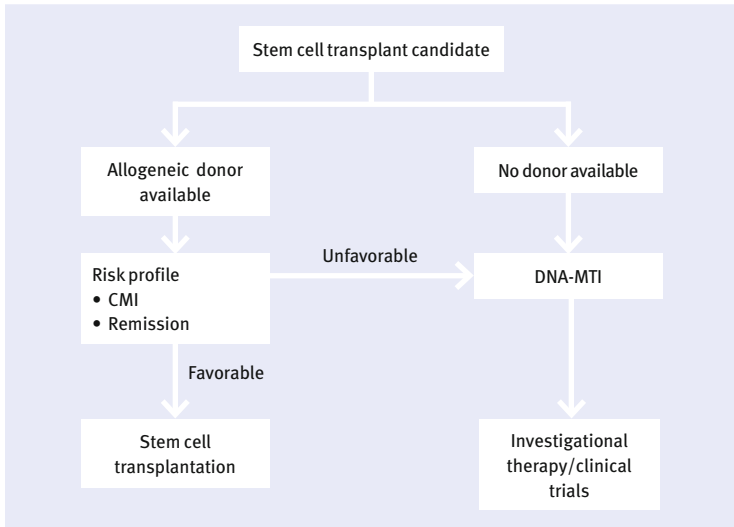 Stem cell transplant candidate
Allogeneic donor
available
No donor available
Risk profile
• CMI
• Remission
Unfavorable
DNA-MTI
Favorable
Stem cell
transplantation
Investigational
therapy/clinical
trials